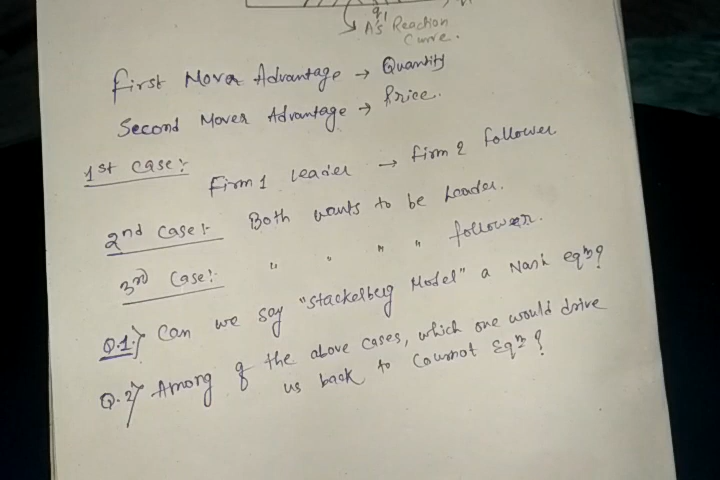 q1
A's Reaction
Curve.
First Mover Advantage → Quantity
Second Mover Advantage → Price.
1st case:- Firm 1 Leader → Firm 2 follower
2nd case:- Both wants to be Leader.
3rd case:- " " " " follower.
Q.1.) Can we say "Stackelberg Model" a Nash eqn?
Q.2) Among of the above cases, which one would drive
us back to Cournot Eqn?